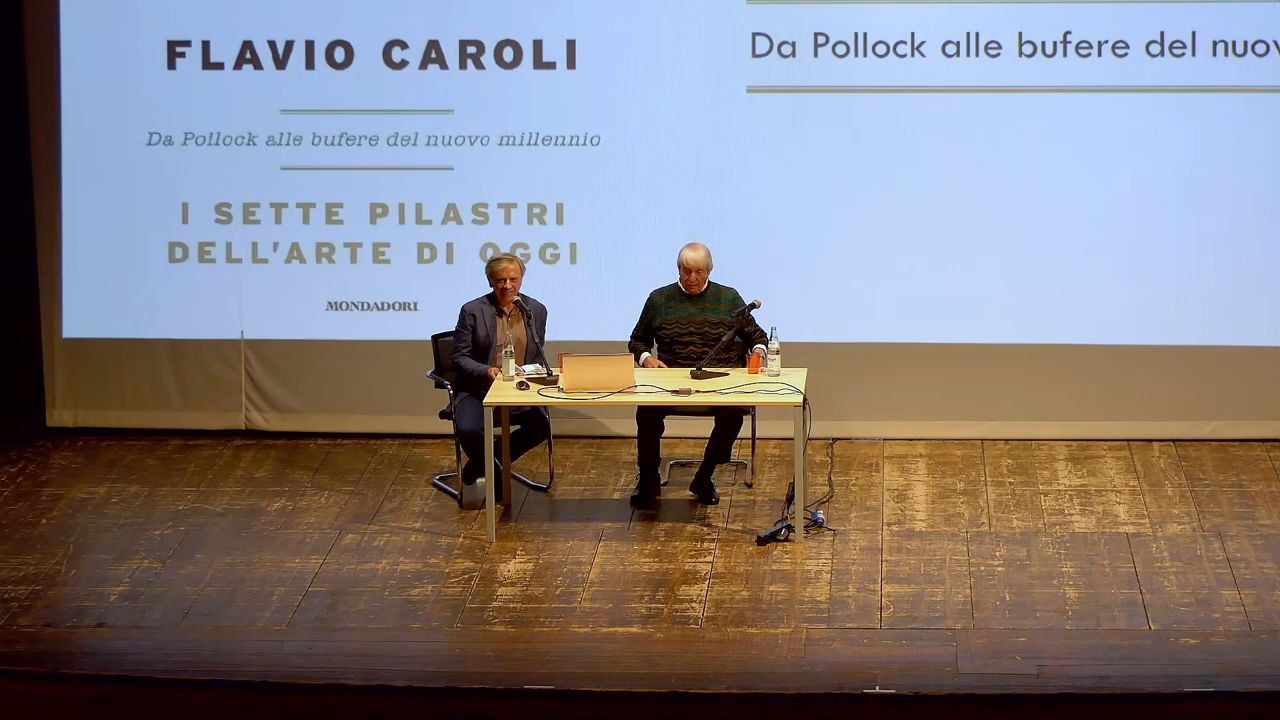 FLAVIO CAROLI
Da Pollock alle bufere del nuovo millennio
I SETTE PILASTRI
DELL'ARTE DI OGGI
MONDADORI
Da Pollock alle bufere del nuov